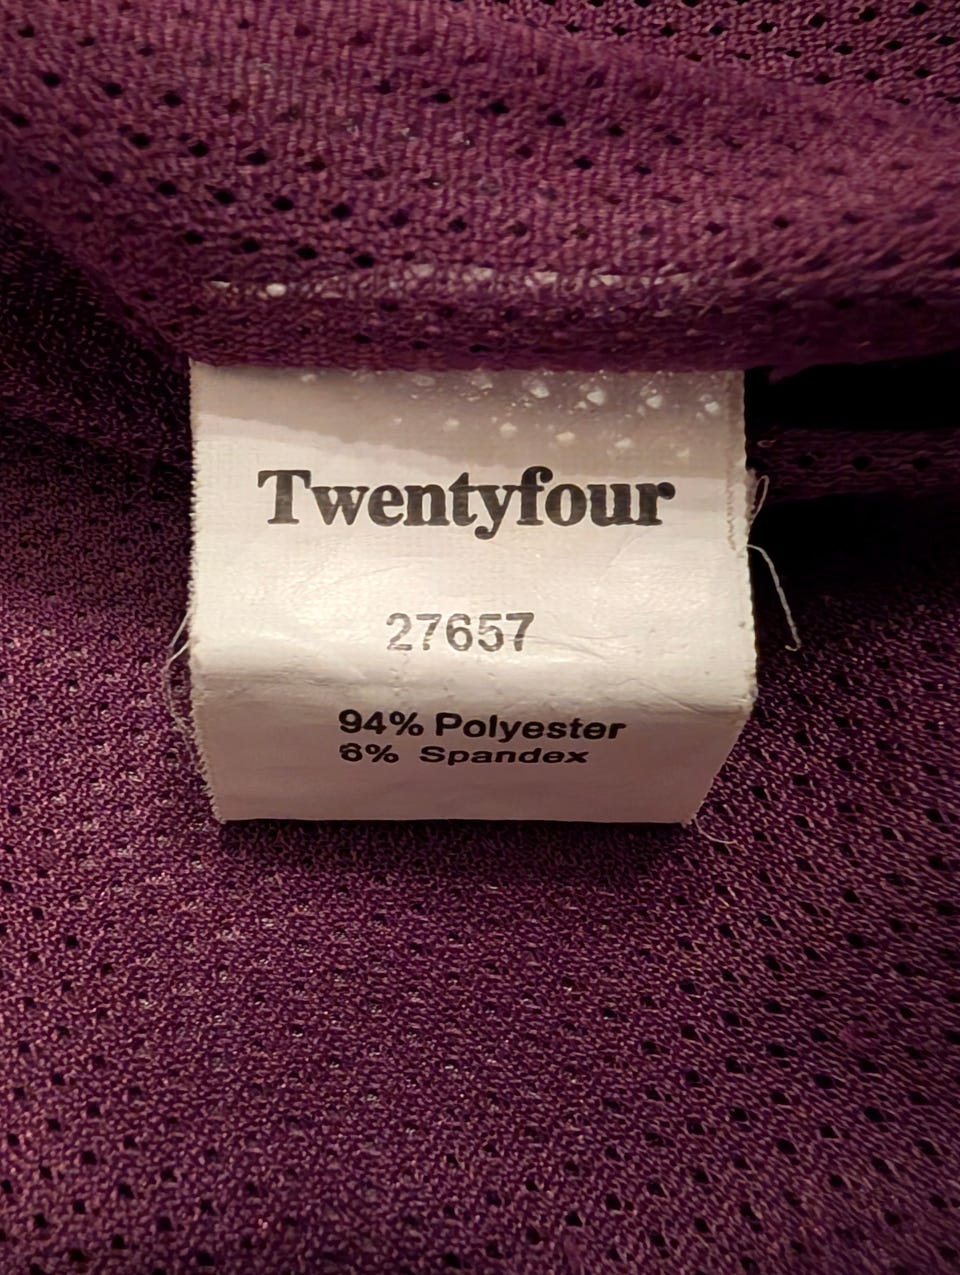 Twentyfour
27657
94% Polyester
6% Spandex